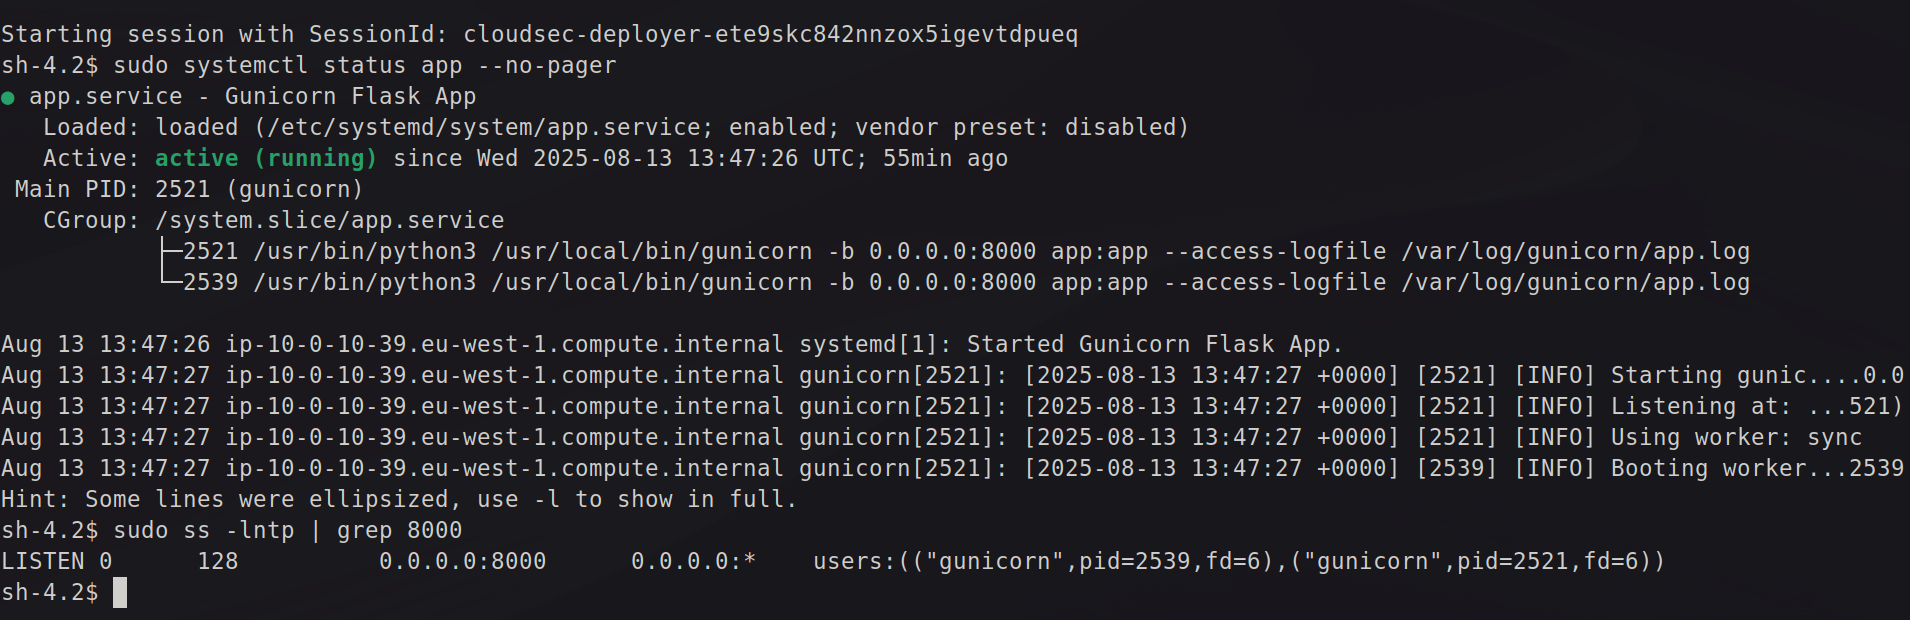 Starting session with SessionId: cloudsec-deployer-ete9skc842nnzox5igevtdpueq
sh-4.2$ sudo systemctl status app --no-pager
● app.service - Gunicorn Flask App
   Loaded: loaded (/etc/systemd/system/app.service; enabled; vendor preset: disabled)
   Active: active (running) since Wed 2025-08-13 13:47:26 UTC; 55min ago
 Main PID: 2521 (gunicorn)
   CGroup: /system.slice/app.service
           ├─2521 /usr/bin/python3 /usr/local/bin/gunicorn -b 0.0.0.0:8000 app:app --access-logfile /var/log/gunicorn/app.log
           └─2539 /usr/bin/python3 /usr/local/bin/gunicorn -b 0.0.0.0:8000 app:app --access-logfile /var/log/gunicorn/app.log

Aug 13 13:47:26 ip-10-0-10-39.eu-west-1.compute.internal systemd[1]: Started Gunicorn Flask App.
Aug 13 13:47:27 ip-10-0-10-39.eu-west-1.compute.internal gunicorn[2521]: [2025-08-13 13:47:27 +0000] [2521] [INFO] Starting gunic....0.0
Aug 13 13:47:27 ip-10-0-10-39.eu-west-1.compute.internal gunicorn[2521]: [2025-08-13 13:47:27 +0000] [2521] [INFO] Listening at: ...521)
Aug 13 13:47:27 ip-10-0-10-39.eu-west-1.compute.internal gunicorn[2521]: [2025-08-13 13:47:27 +0000] [2521] [INFO] Using worker: sync
Aug 13 13:47:27 ip-10-0-10-39.eu-west-1.compute.internal gunicorn[2521]: [2025-08-13 13:47:27 +0000] [2539] [INFO] Booting worker...2539
Hint: Some lines were ellipsized, use -l to show in full.
sh-4.2$ sudo ss -lntp | grep 8000
LISTEN 0      128          0.0.0.0:8000      0.0.0.0:*    users:(("gunicorn",pid=2539,fd=6),("gunicorn",pid=2521,fd=6))
sh-4.2$